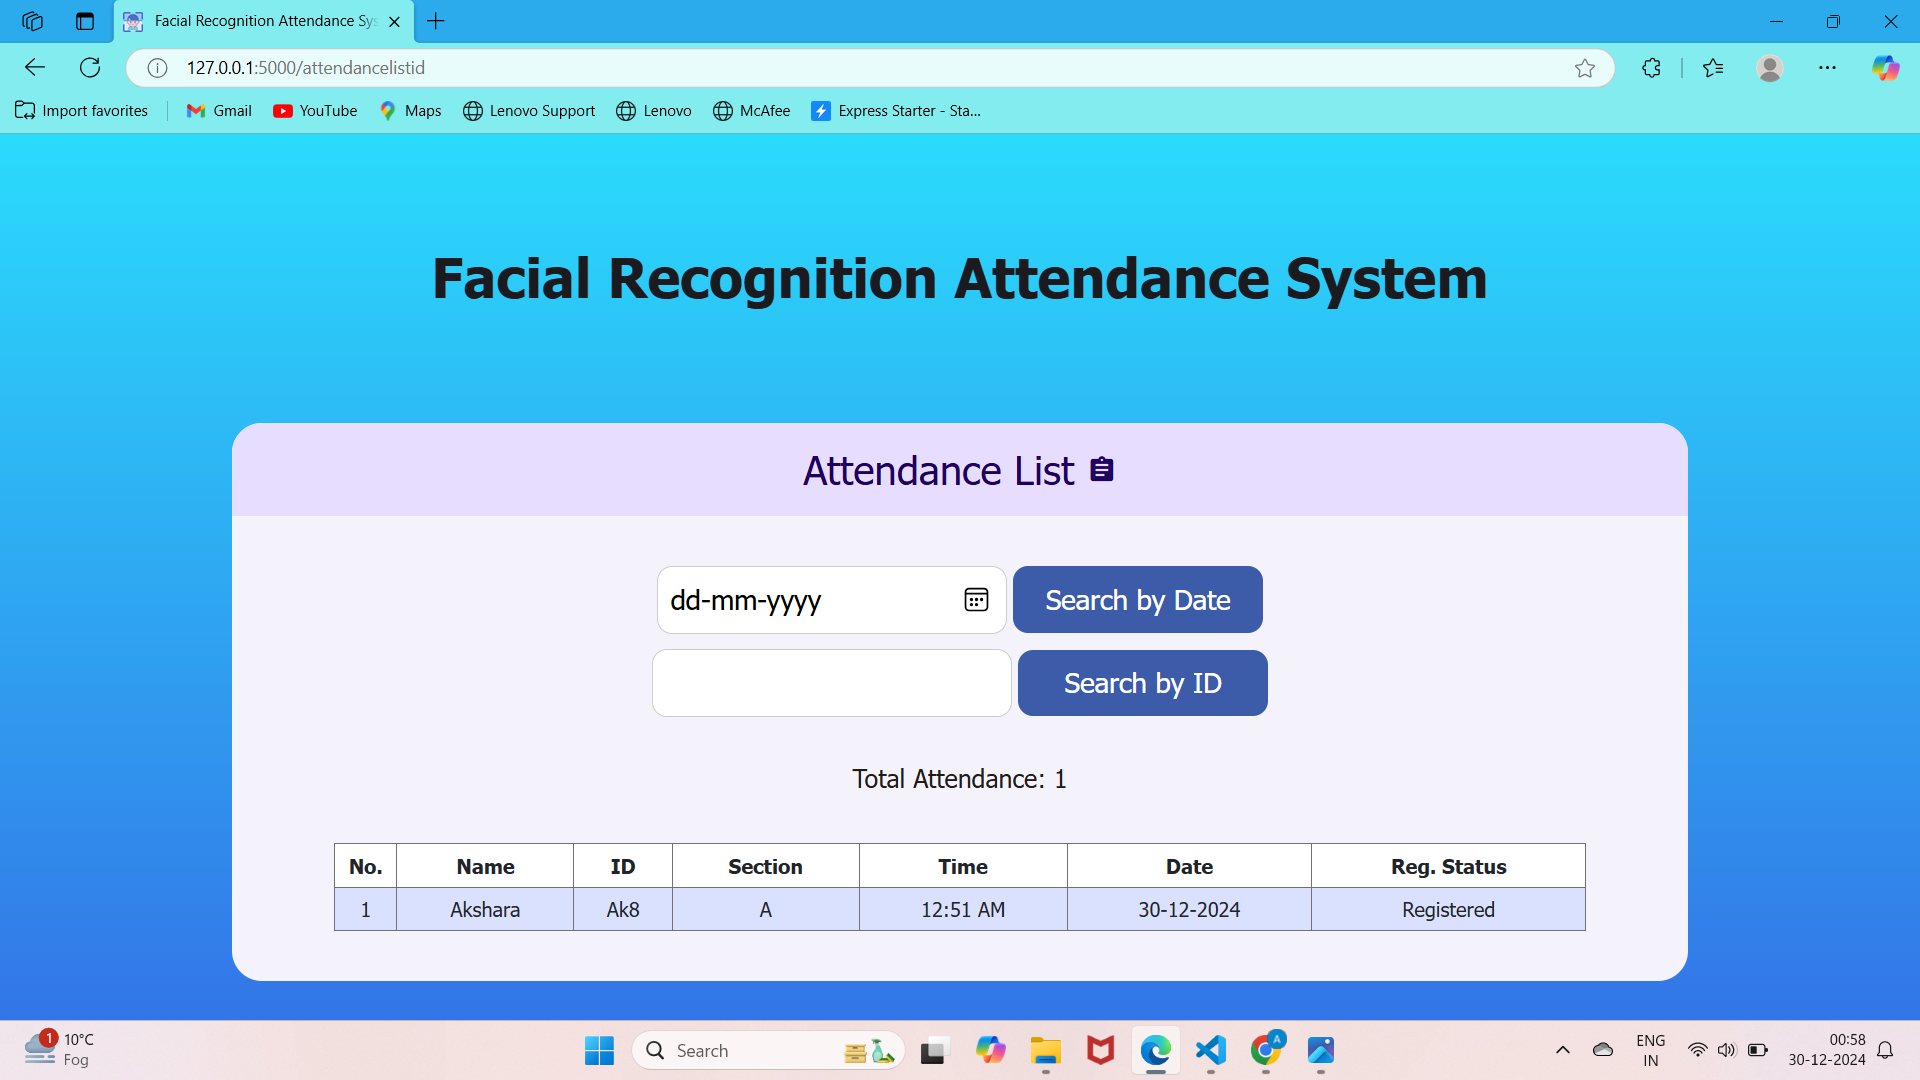 Facial Recognition Attendance Sys
127.0.0.1:5000/attendancelistid
Import favorites
Gmail
YouTube
Maps
Lenovo Support
Lenovo
McAfee
Express Starter - Sta...
Facial Recognition Attendance System
Attendance List
dd-mm-yyyy
Search by Date
Search by ID
Total Attendance: 1
No. Name ID Section Time Date Reg. Status
1 Akshara Ak8 A 12:51 AM 30-12-2024 Registered
1
10°C
Fog
Search
A
ENG
IN
00:58
30-12-2024